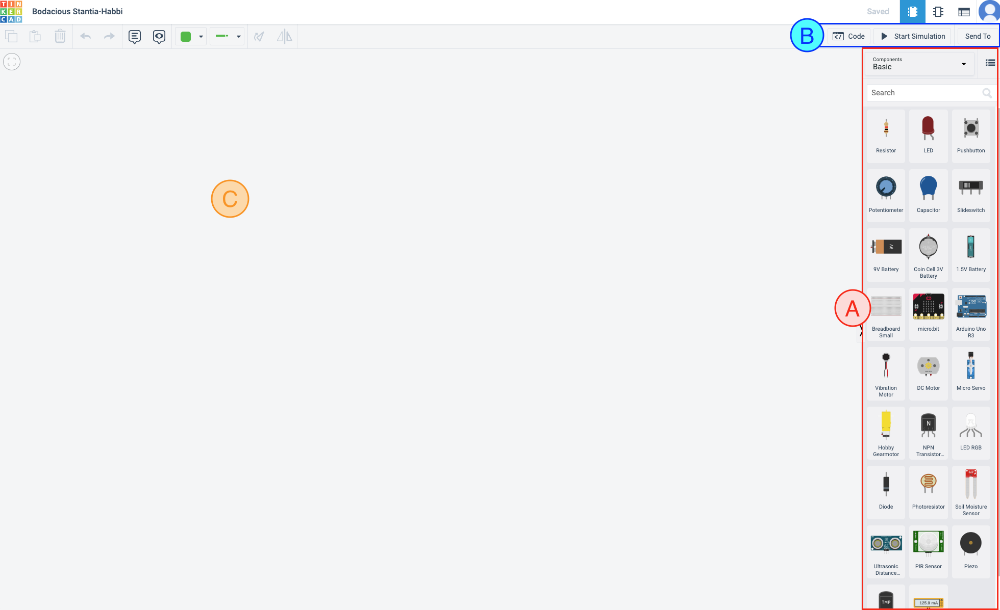 TIN
KER
CAD
Bodacious Stantia-Habbi
Saved
B
Code
Start Simulation
Send To
Components
Basic
Search
Resistor
LED
Pushbutton
C
Potentiometer
Capacitor
Slideswitch
9V
9V Battery
Coin Cell 3V
Battery
1.5V Battery
A
Breadboard
Small
micro:bit
Arduino Uno
R3
Vibration
Motor
DC Motor
Micro Servo
N
Hobby
Gearmotor
NPN
Transistor...
LED RGB
Diode
Photoresistor
Soil Moisture
Sensor
Ultrasonic
Distance...
PIR Sensor
Piezo
TMP
125.0 mA